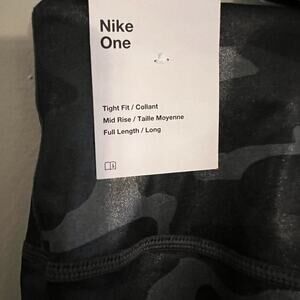 Nike
One
Tight Fit / Collant
Mid Rise / Taille Moyenne
Full Length / Long